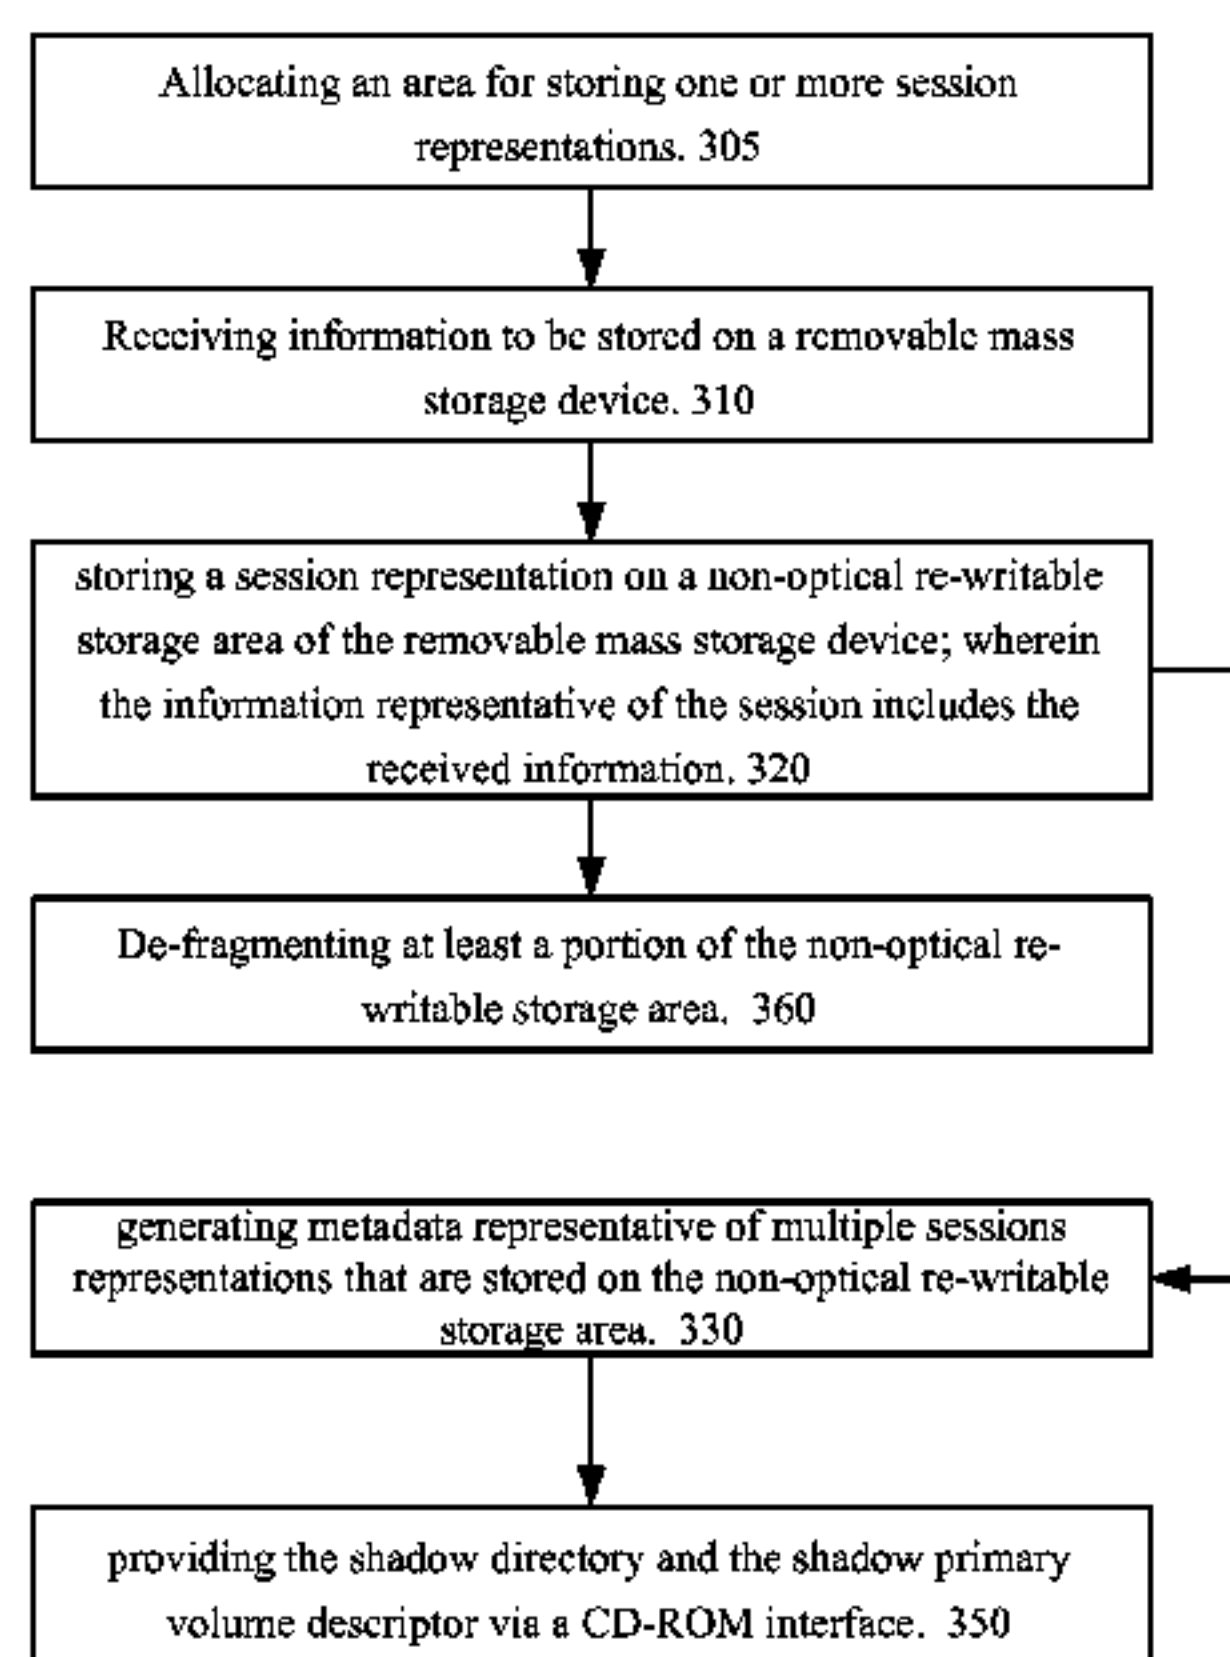 Allocating an area for storing one or more session
representations. 305
Receiving information to be stored on a removable mass
storage device. 310
storing a session representation on a non-optical re-writable
storage area of the removable mass storage device; wherein
the information representative of the session includes the
received information. 320
De-fragmenting at least a portion of the non-optical re-
writable storage area. 360
generating metadata representative of multiple sessions
representations that are stored on the non-optical re-writable
storage area. 330
providing the shadow directory and the shadow primary
volume descriptor via a CD-ROM interface. 350